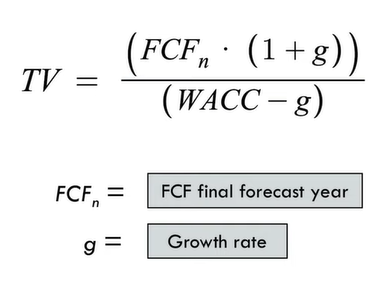 TV = (FCFₙ · (1 + g)) / (WACC − g)
FCFₙ = FCF final forecast year
g = Growth rate